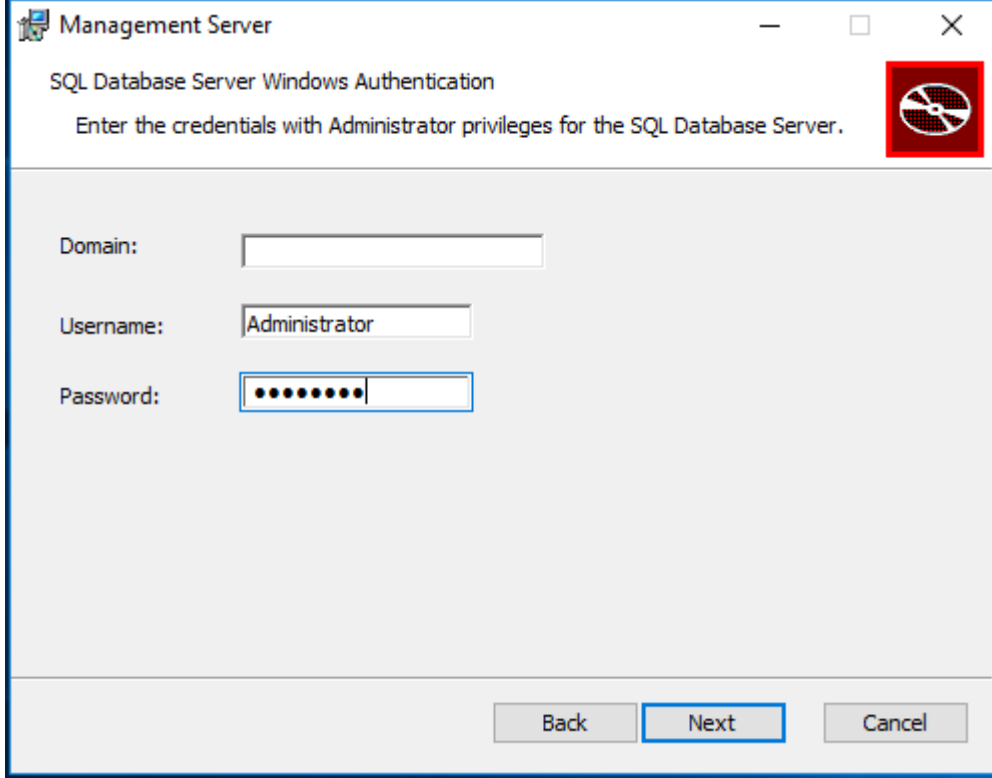 Management Server
SQL Database Server Windows Authentication
Enter the credentials with Administrator privileges for the SQL Database Server.
Domain:
Username: Administrator
Password: ●●●●●●●●
Back Next Cancel